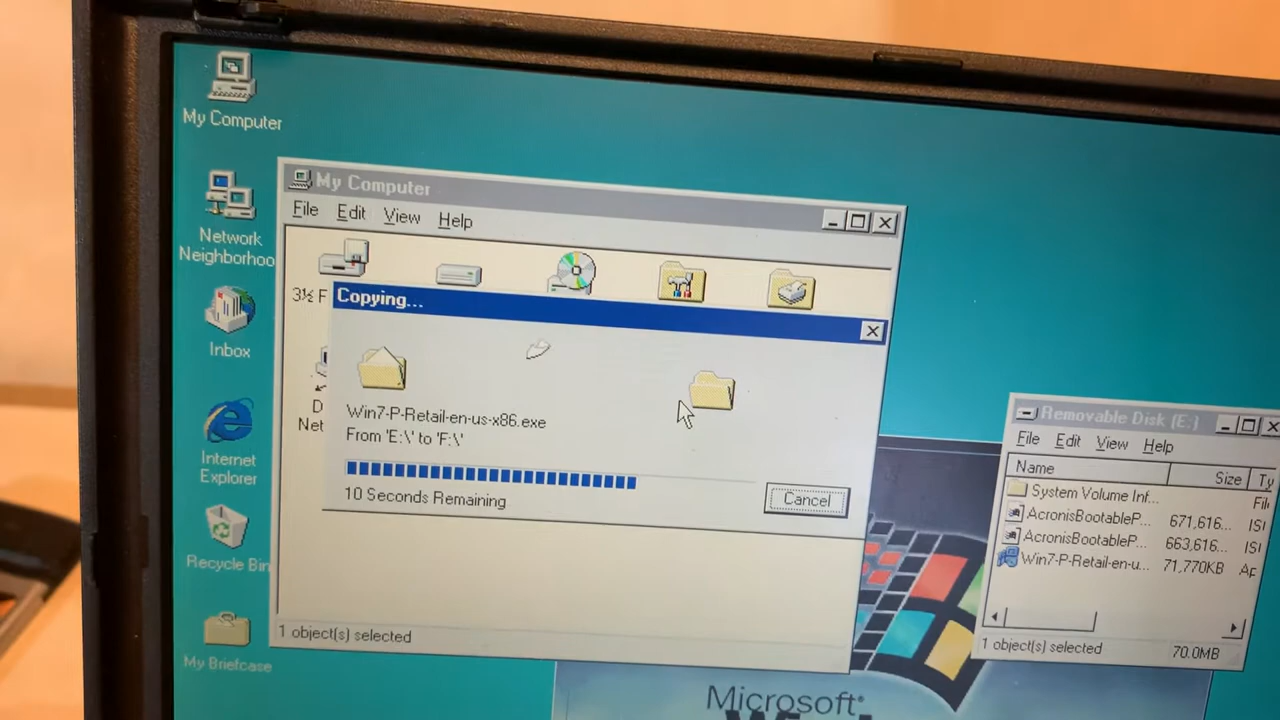 My Computer
Network
Neighborhoo
Inbox
Internet
Explorer
Recycle Bin
My Briefcase
My Computer
File Edit View Help
3½ F
D
Net
Copying...
Win7-P-Retail-en-us-x86.exe
From 'E:\' to 'F:\'
10 Seconds Remaining
Cancel
1 object(s) selected
Removable Disk (E:)
File Edit View Help
Name Size Ty
System Volume Inf... Fil
AcronisBootableP... 671,616... ISI
AcronisBootableP... 663,616... ISI
Win7-P-Retail-en-u... 71,770KB Ap
1 object(s) selected 70.0MB
Microsoft®